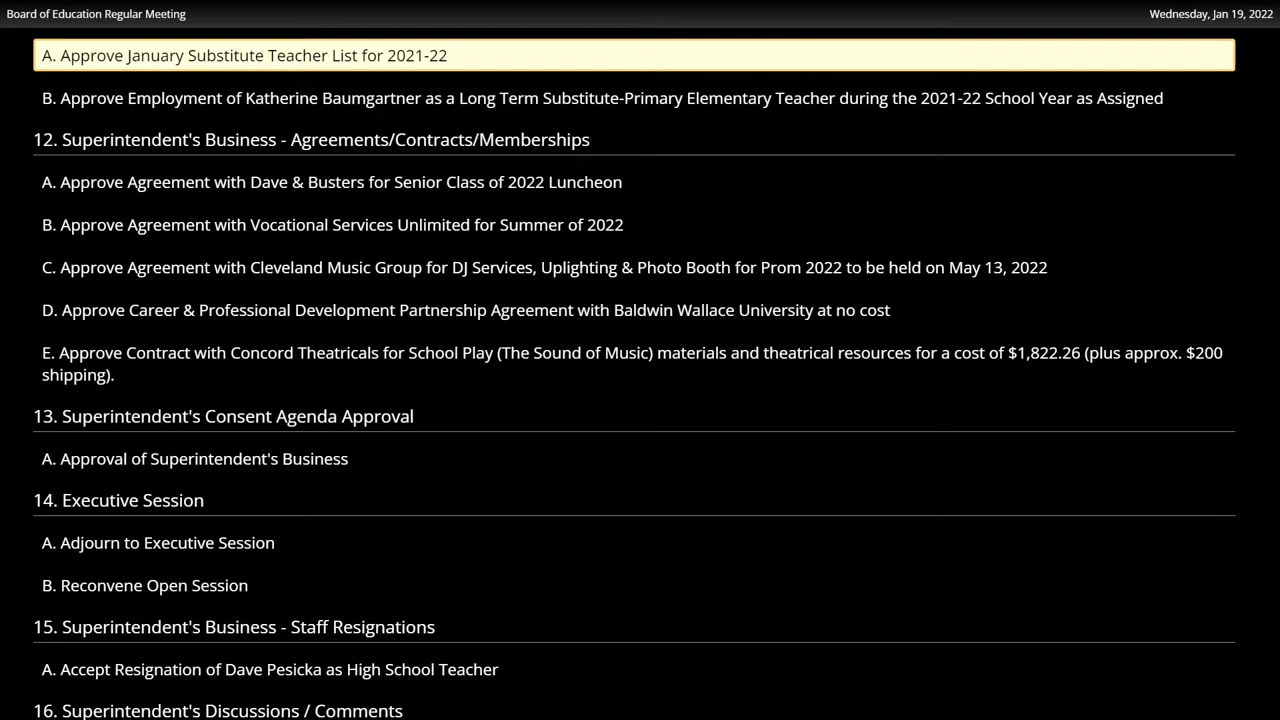 Board of Education Regular Meeting
Wednesday, Jan 19, 2022
A. Approve January Substitute Teacher List for 2021-22
B. Approve Employment of Katherine Baumgartner as a Long Term Substitute-Primary Elementary Teacher during the 2021-22 School Year as Assigned
12. Superintendent's Business - Agreements/Contracts/Memberships
A. Approve Agreement with Dave & Busters for Senior Class of 2022 Luncheon
B. Approve Agreement with Vocational Services Unlimited for Summer of 2022
C. Approve Agreement with Cleveland Music Group for DJ Services, Uplighting & Photo Booth for Prom 2022 to be held on May 13, 2022
D. Approve Career & Professional Development Partnership Agreement with Baldwin Wallace University at no cost
E. Approve Contract with Concord Theatricals for School Play (The Sound of Music) materials and theatrical resources for a cost of $1,822.26 (plus approx. $200
shipping).
13. Superintendent's Consent Agenda Approval
A. Approval of Superintendent's Business
14. Executive Session
A. Adjourn to Executive Session
B. Reconvene Open Session
15. Superintendent's Business - Staff Resignations
A. Accept Resignation of Dave Pesicka as High School Teacher
16. Superintendent's Discussions / Comments